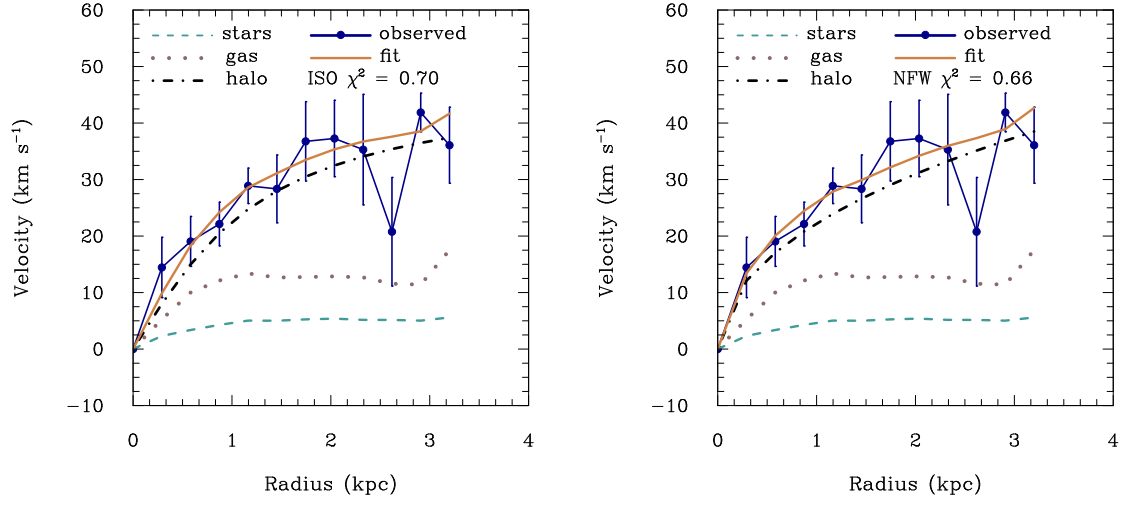 60
50
40
30
20
10
0
−10
0 1 2 3 4
Velocity (km s⁻¹)
Radius (kpc)
stars
gas
halo
observed
fit
ISO χ² = 0.70
60
50
40
30
20
10
0
−10
0 1 2 3 4
Velocity (km s⁻¹)
Radius (kpc)
stars
gas
halo
observed
fit
NFW χ² = 0.66